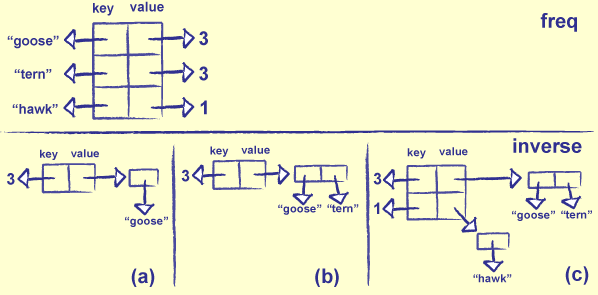 key value
freq
“goose” 3
“tern” 3
“hawk” 1
inverse
key value
3
“goose”
(a)
key value
3
“goose” “tern”
(b)
key value
3
1
“goose” “tern”
“hawk”
(c)